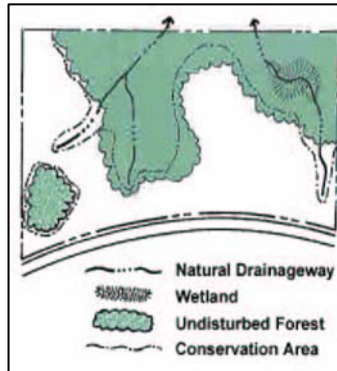 Natural Drainageway
Wetland
Undisturbed Forest
Conservation Area